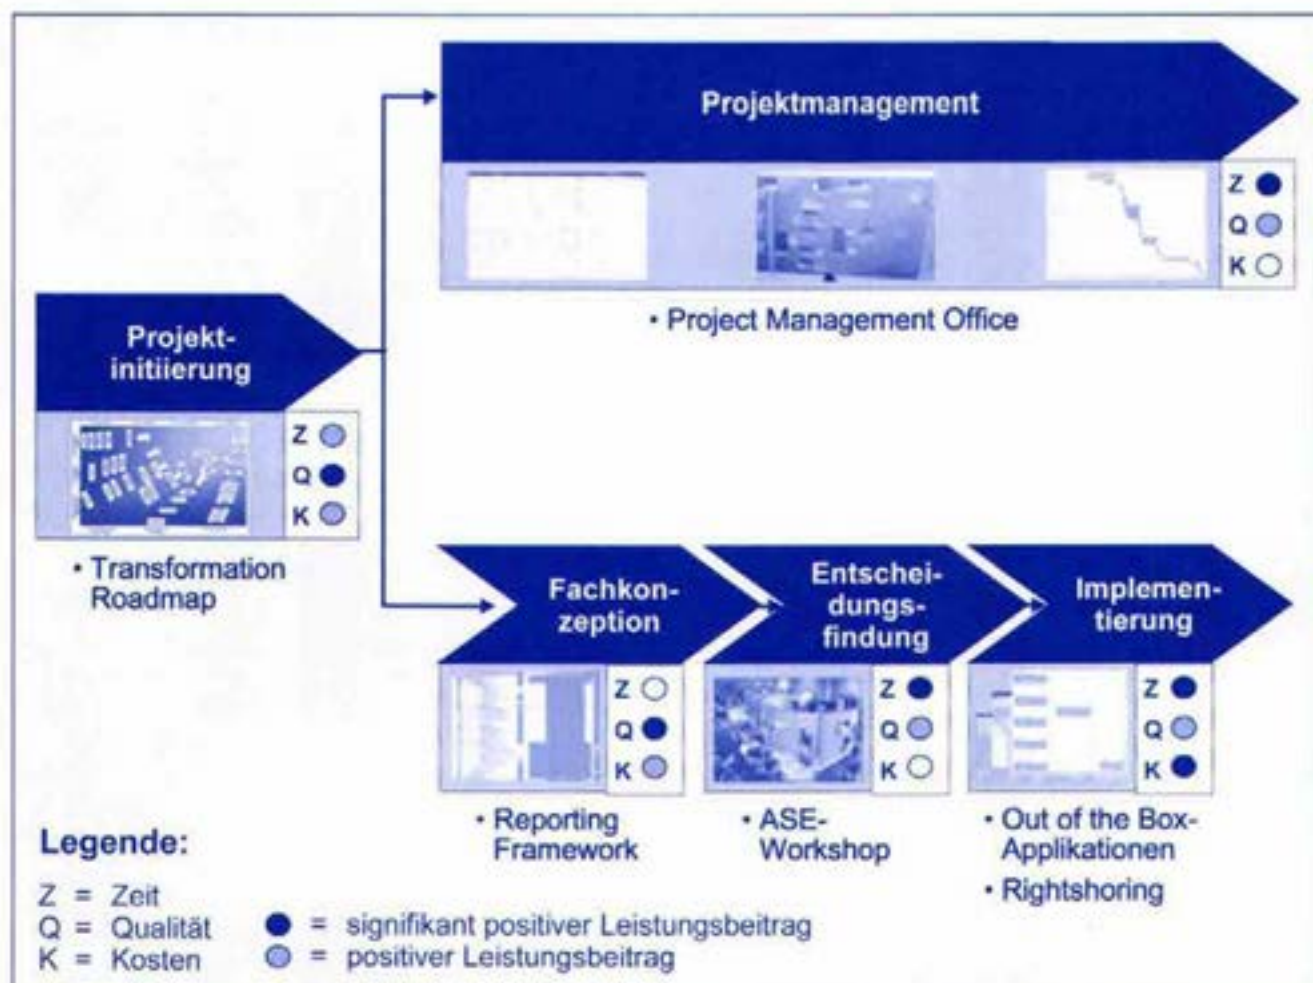 Projektmanagement
Z
Q
K
• Project Management Office
Projekt-
initiierung
Z
Q
K
• Transformation
Roadmap
Fachkon-
zeption
Z
Q
K
• Reporting
Framework
Entschei-
dungs-
findung
Z
Q
K
• ASE-
Workshop
Implemen-
tierung
Z
Q
K
• Out of the Box-
Applikationen
• Rightshoring
Legende:
Z = Zeit
Q = Qualität
K = Kosten
= signifikant positiver Leistungsbeitrag
= positiver Leistungsbeitrag